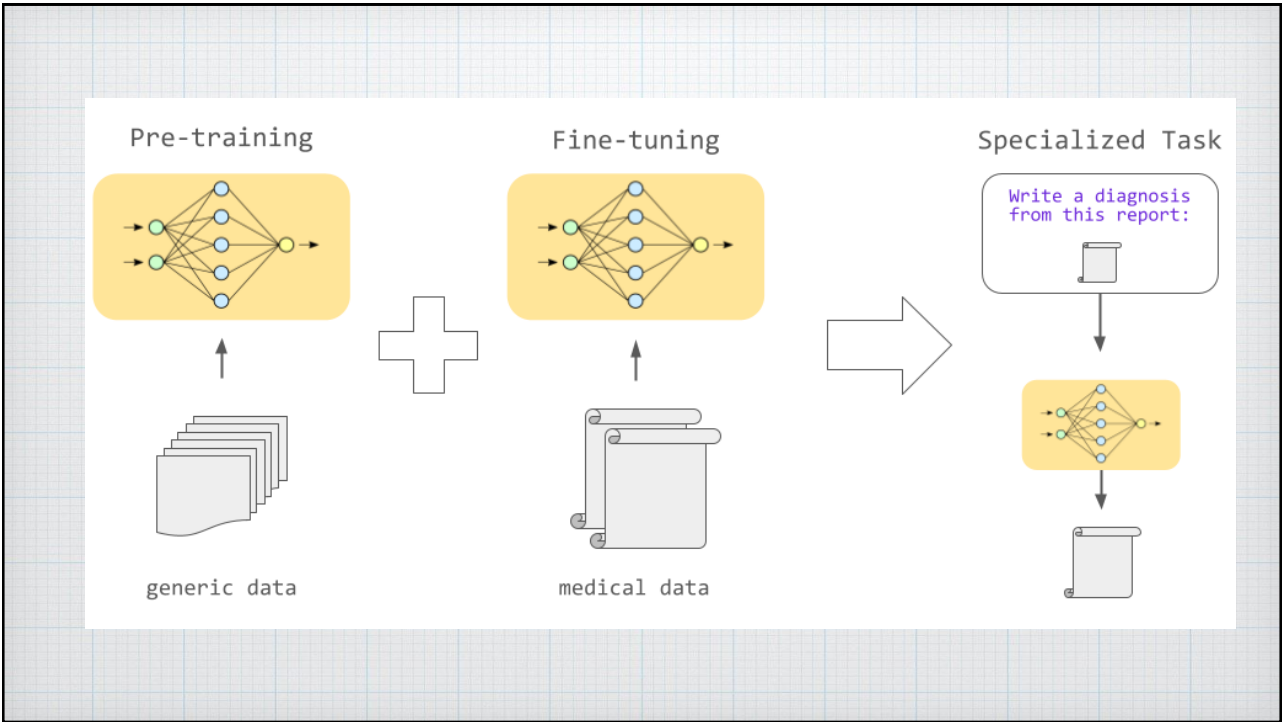 Pre-training
Fine-tuning
Specialized Task
Write a diagnosis
from this report:
generic data
medical data